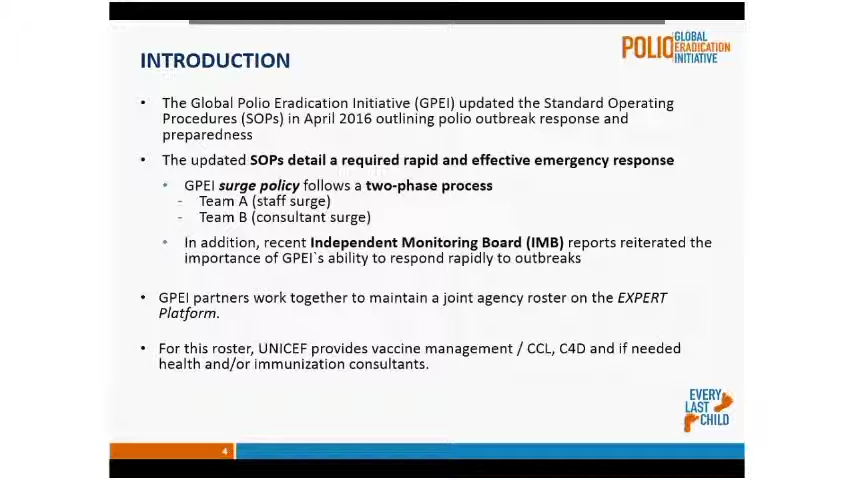 POLIO GLOBAL ERADICATION INITIATIVE
INTRODUCTION
• The Global Polio Eradication Initiative (GPEI) updated the Standard Operating
Procedures (SOPs) in April 2016 outlining polio outbreak response and
preparedness
• The updated SOPs detail a required rapid and effective emergency response
• GPEI surge policy follows a two-phase process
- Team A (staff surge)
- Team B (consultant surge)
• In addition, recent Independent Monitoring Board (IMB) reports reiterated the
importance of GPEI`s ability to respond rapidly to outbreaks
• GPEI partners work together to maintain a joint agency roster on the EXPERT
Platform.
• For this roster, UNICEF provides vaccine management / CCL, C4D and if needed
health and/or immunization consultants.
EVERY
LAST
CHILD
4